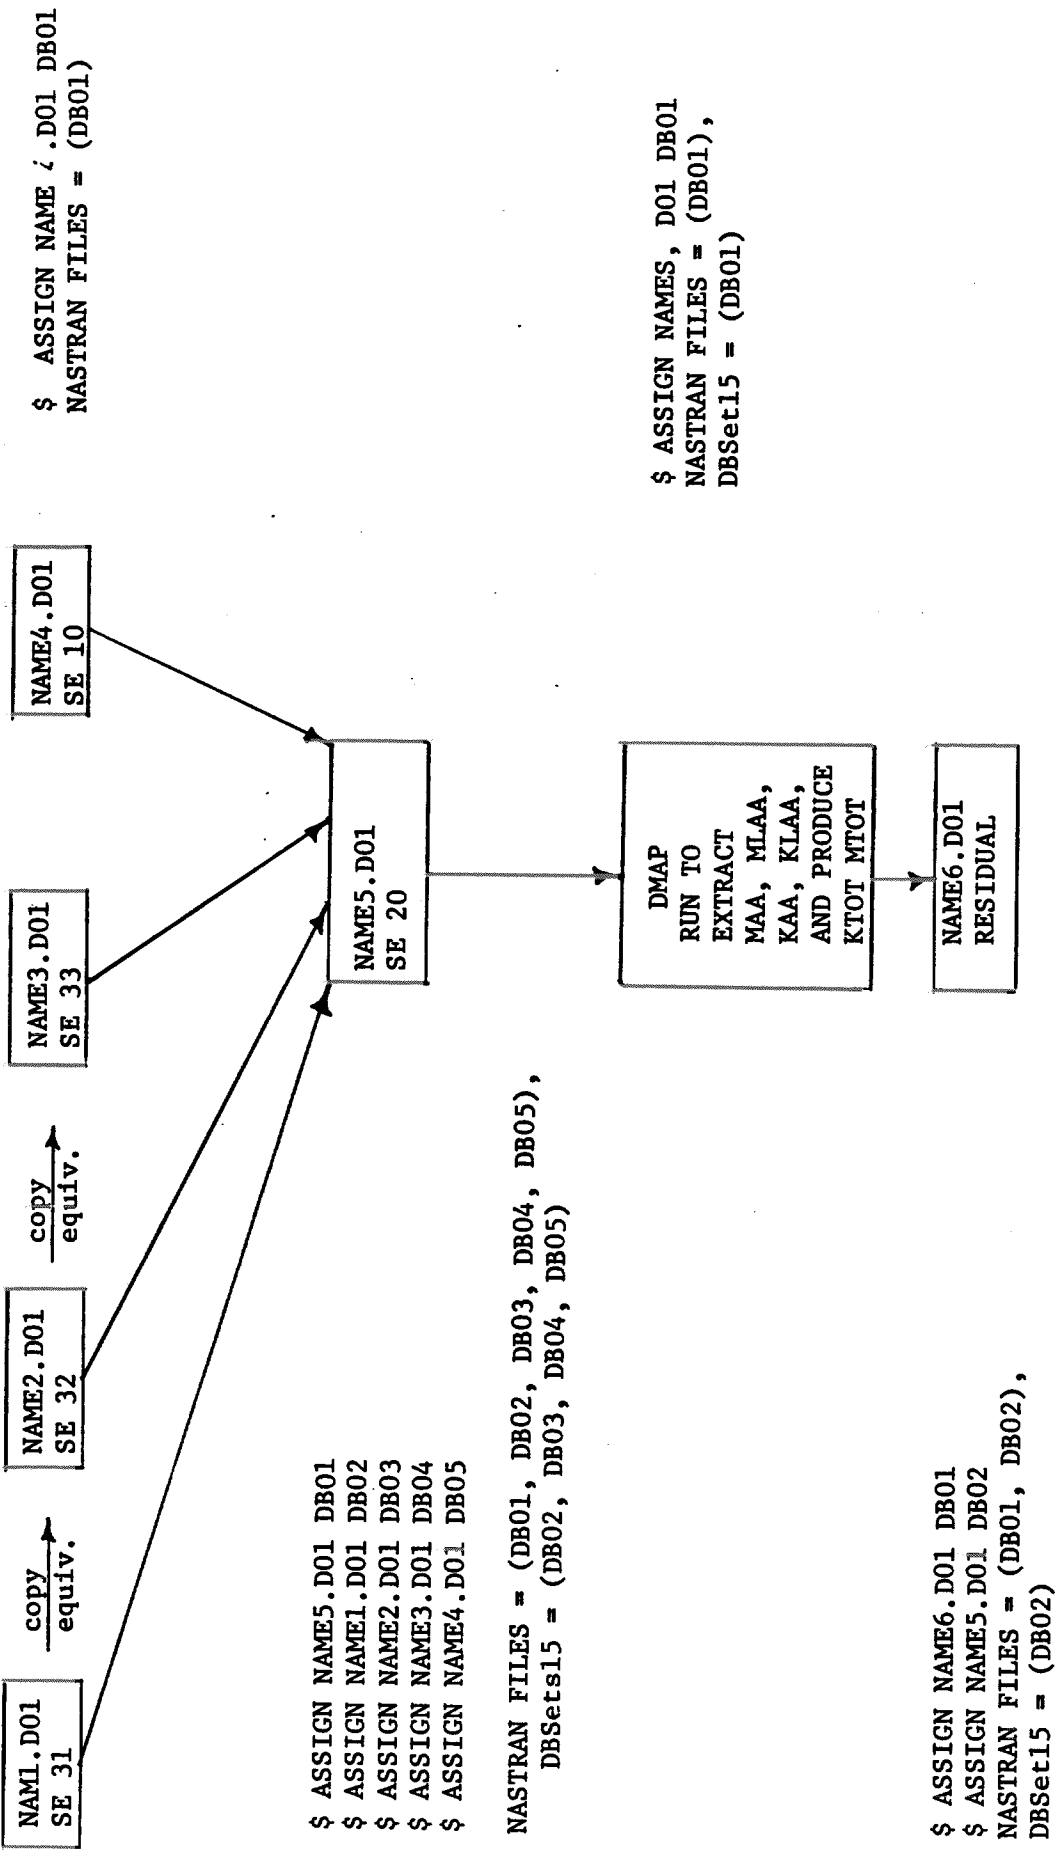 NAM1.D01
SE 31
copy
equiv.
NAME2.D01
SE 32
copy
equiv.
NAME3.D01
SE 33
NAME4.D01
SE 10
$ ASSIGN NAME i.D01 DB01
NASTRAN FILES = (DB01)
$ ASSIGN NAME5.D01 DB01
$ ASSIGN NAME1.D01 DB02
$ ASSIGN NAME2.D01 DB03
$ ASSIGN NAME3.D01 DB04
$ ASSIGN NAME4.D01 DB05
NAME5.D01
SE 20
NASTRAN FILES = (DB01, DB02, DB03, DB04, DB05),
DBSets15 = (DB02, DB03, DB04, DB05)
DMAP
RUN TO
EXTRACT
MAA, MLAA,
KAA, KLAA,
AND PRODUCE
KTOT MTOT
$ ASSIGN NAMES, D01 DB01
NASTRAN FILES = (DB01),
DBSet15 = (DB01)
$ ASSIGN NAME6.D01 DB01
$ ASSIGN NAME5.D01 DB02
NASTRAN FILES = (DB01, DB02),
DBSet15 = (DB02)
NAME6.D01
RESIDUAL